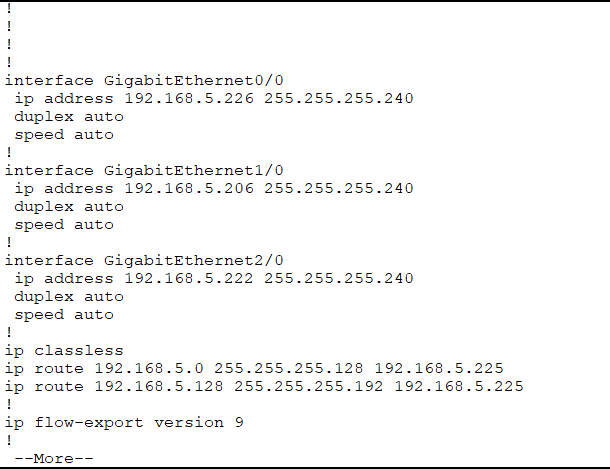 !
!
!
!
interface GigabitEthernet0/0
 ip address 192.168.5.226 255.255.255.240
 duplex auto
 speed auto
!
interface GigabitEthernet1/0
 ip address 192.168.5.206 255.255.255.240
 duplex auto
 speed auto
!
interface GigabitEthernet2/0
 ip address 192.168.5.222 255.255.255.240
 duplex auto
 speed auto
!
ip classless
ip route 192.168.5.0 255.255.255.128 192.168.5.225
ip route 192.168.5.128 255.255.255.192 192.168.5.225
!
ip flow-export version 9
!
 --More--